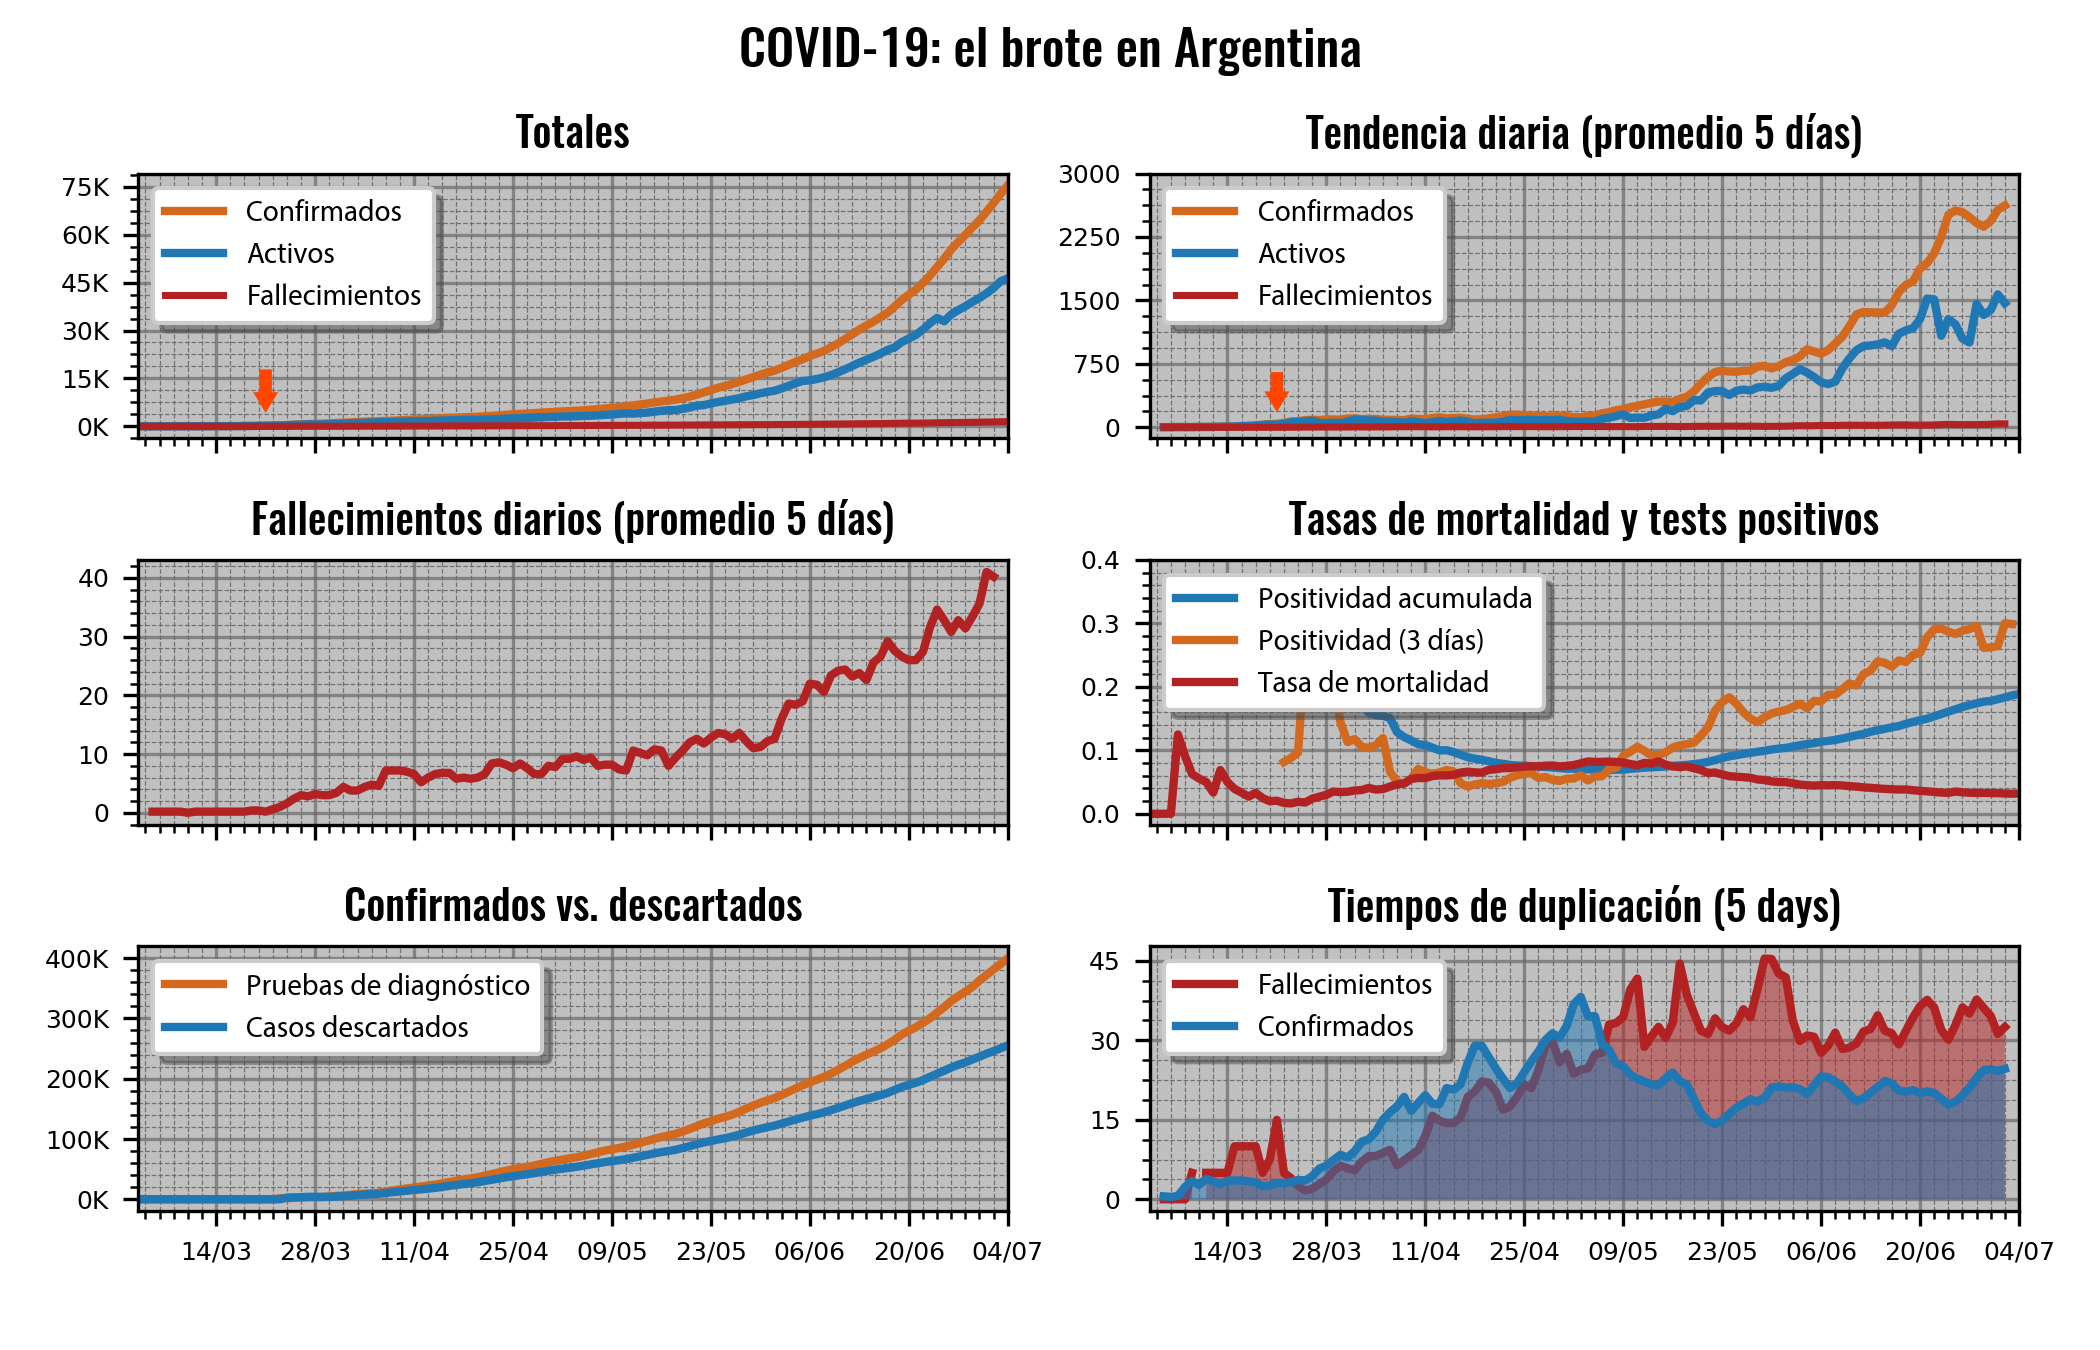 COVID-19: el brote en Argentina
Totales
75K
60K
45K
30K
15K
0K
Confirmados
Activos
Fallecimientos
Tendencia diaria (promedio 5 días)
3000
2250
1500
750
0
Confirmados
Activos
Fallecimientos
Fallecimientos diarios (promedio 5 días)
40
30
20
10
0
Tasas de mortalidad y tests positivos
0.4
0.3
0.2
0.1
0.0
Positividad acumulada
Positividad (3 días)
Tasa de mortalidad
Confirmados vs. descartados
400K
300K
200K
100K
0K
Pruebas de diagnóstico
Casos descartados
14/03 28/03 11/04 25/04 09/05 23/05 06/06 20/06 04/07
Tiempos de duplicación (5 days)
45
30
15
0
Fallecimientos
Confirmados
14/03 28/03 11/04 25/04 09/05 23/05 06/06 20/06 04/07